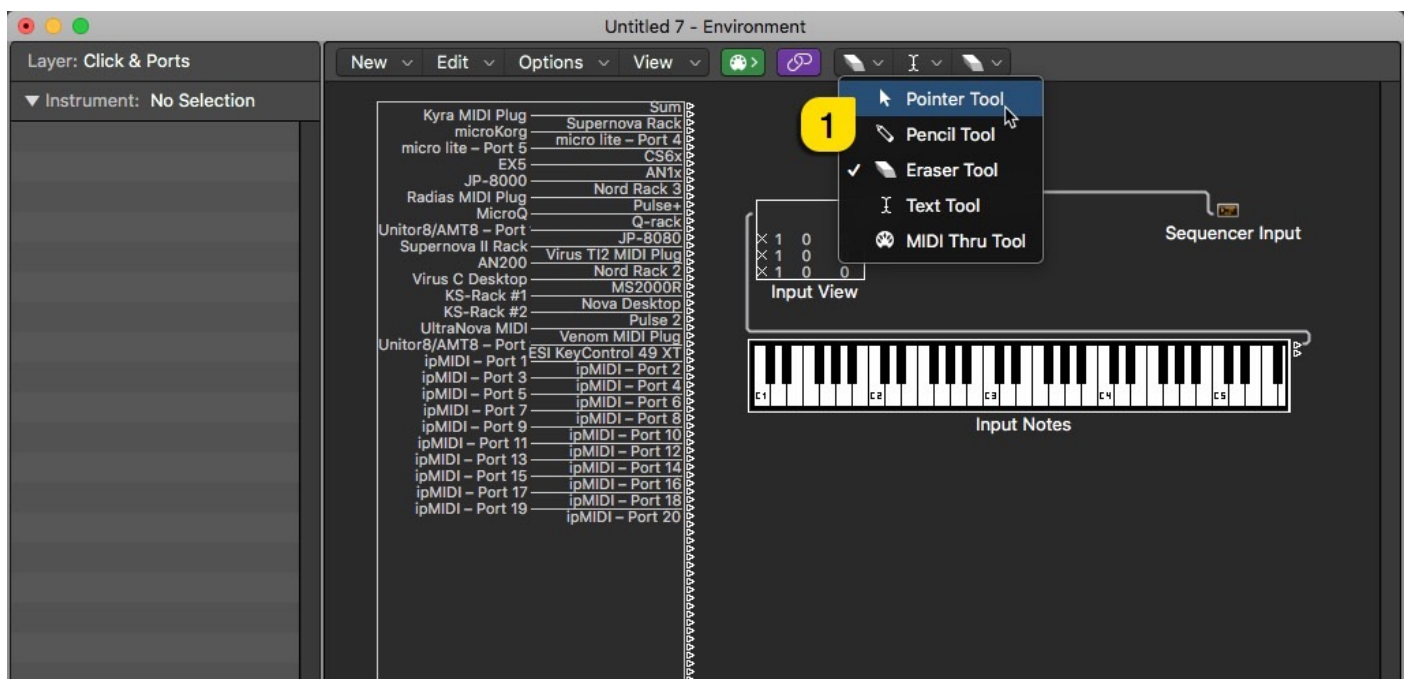 Untitled 7 - Environment
Layer: Click & Ports
New Edit Options View
Instrument: No Selection
1
Pointer Tool
Pencil Tool
Eraser Tool
Text Tool
MIDI Thru Tool
Sum
Kyra MIDI Plug
Supernova Rack
microKorg
micro lite – Port 4
micro lite – Port 5
CS6x
EX5
AN1x
JP-8000
Nord Rack 3
Radias MIDI Plug
Pulse+
MicroQ
Q-rack
Unitor8/AMT8 – Port
JP-8080
Supernova II Rack
Virus TI2 MIDI Plug
AN200
Nord Rack 2
Virus C Desktop
MS2000R
KS-Rack #1
Nova Desktop
KS-Rack #2
Pulse 2
UltraNova MIDI
Venom MIDI Plug
Unitor8/AMT8 – Port
ESI KeyControl 49 XT
ipMIDI – Port 1
ipMIDI – Port 2
ipMIDI – Port 3
ipMIDI – Port 4
ipMIDI – Port 5
ipMIDI – Port 6
ipMIDI – Port 7
ipMIDI – Port 8
ipMIDI – Port 9
ipMIDI – Port 10
ipMIDI – Port 11
ipMIDI – Port 12
ipMIDI – Port 13
ipMIDI – Port 14
ipMIDI – Port 15
ipMIDI – Port 16
ipMIDI – Port 17
ipMIDI – Port 18
ipMIDI – Port 19
ipMIDI – Port 20
1 0
1 0
1 0 0
Input View
Sequencer Input
C1 C2 C3 C4 C5
Input Notes